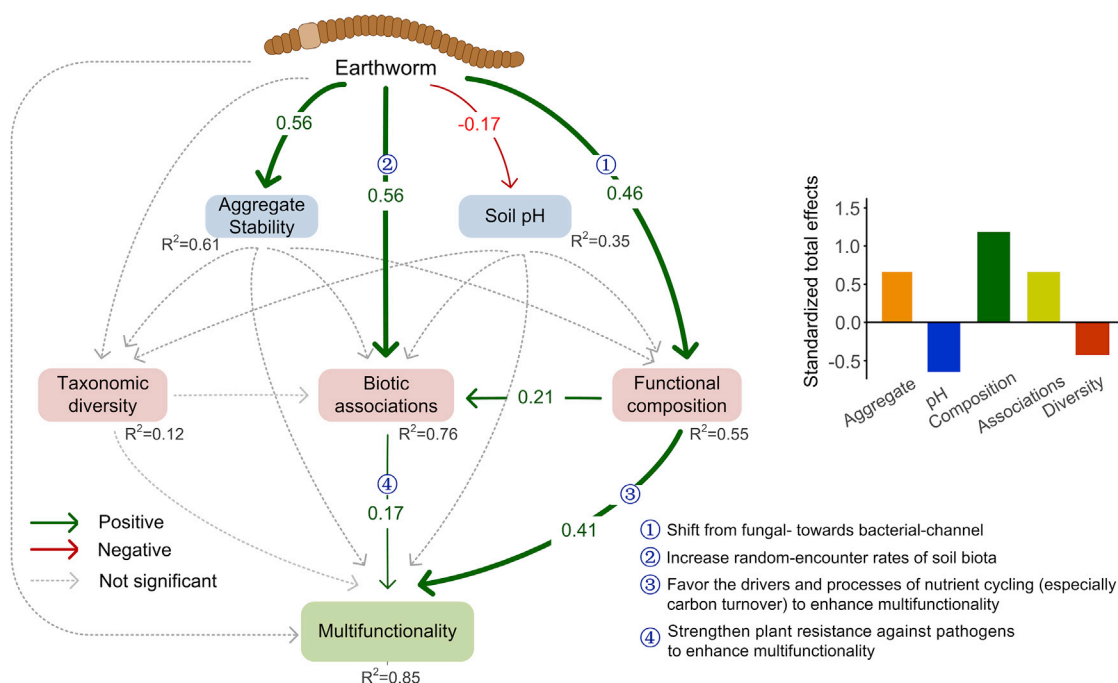 Earthworm
0.56
②
0.56
-0.17
①
0.46
Aggregate
Stability
R²=0.61
Soil pH
R²=0.35
Taxonomic
diversity
R²=0.12
Biotic
associations
R²=0.76
0.21
Functional
composition
R²=0.55
④
0.17
③
0.41
Positive
Negative
Not significant
Multifunctionality
R²=0.85
Standardized total effects
1.5
1.0
0.5
0.0
-0.5
Aggregate
pH
Composition
Associations
Diversity
① Shift from fungal- towards bacterial-channel
② Increase random-encounter rates of soil biota
③ Favor the drivers and processes of nutrient cycling (especially
carbon turnover) to enhance multifunctionality
④ Strengthen plant resistance against pathogens
to enhance multifunctionality